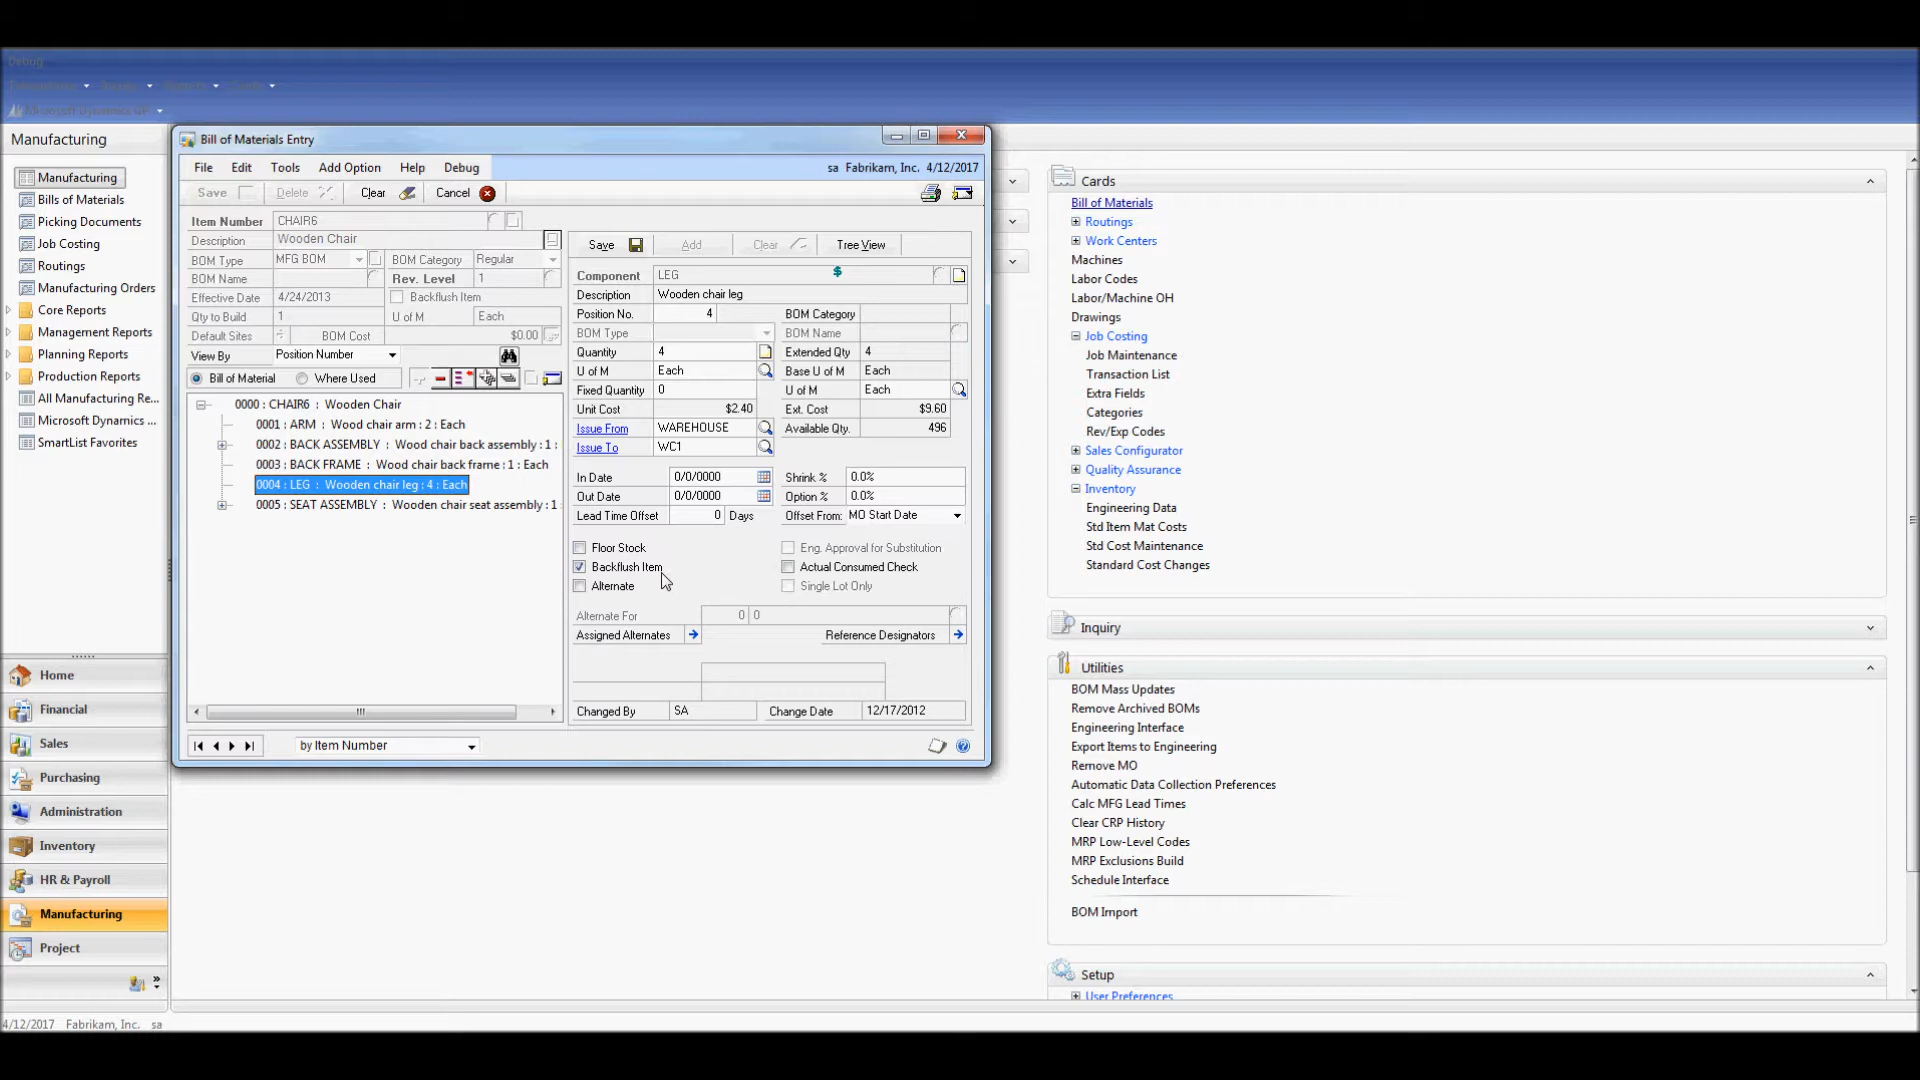 Debug
Microsoft Dynamics GP
Manufacturing
Manufacturing
Bills of Materials
Picking Documents
Job Costing
Routings
Manufacturing Orders
Core Reports
Management Reports
Planning Reports
Production Reports
All Manufacturing Re...
Microsoft Dynamics ...
SmartList Favorites
Home
Financial
Sales
Purchasing
Administration
Inventory
HR & Payroll
Manufacturing
Project
4/12/2017 Fabrikam, Inc. sa
Bill of Materials Entry
File Edit Tools Add Option Help Debug sa Fabrikam, Inc. 4/12/2017
Save Delete Clear Cancel
Item Number CHAIR6
Description Wooden Chair
BOM Type MFG BOM BOM Category Regular
BOM Name Rev. Level 1
Effective Date 4/24/2013 Backflush Item
Qty to Build 1 U of M Each
Default Sites BOM Cost $0.00
View By Position Number
Bill of Material Where Used
0000 : CHAIR6 : Wooden Chair
0001 : ARM : Wood chair arm : 2 : Each
0002 : BACK ASSEMBLY : Wood chair back assembly : 1 :
0003 : BACK FRAME : Wood chair back frame : 1 : Each
0004 : LEG : Wooden chair leg : 4 : Each
0005 : SEAT ASSEMBLY : Wooden chair seat assembly : 1
by Item Number
Save Add Clear Tree View
Component LEG $
Description Wooden chair leg
Position No. 4 BOM Category
BOM Type BOM Name
Quantity 4 Extended Qty 4
U of M Each Base U of M Each
Fixed Quantity 0 U of M Each
Unit Cost $2.40 Ext. Cost $9.60
Issue From WAREHOUSE Available Qty. 496
Issue To WC1
In Date 0/0/0000 Shrink % 0.0%
Out Date 0/0/0000 Option % 0.0%
Lead Time Offset 0 Days Offset From: MO Start Date
Floor Stock Eng. Approval for Substitution
Backflush Item Actual Consumed Check
Alternate Single Lot Only
Alternate For 0 0
Assigned Alternates Reference Designators
Changed By SA Change Date 12/17/2012
Cards
Bill of Materials
Routings
Work Centers
Machines
Labor Codes
Labor/Machine OH
Drawings
Job Costing
Job Maintenance
Transaction List
Extra Fields
Categories
Rev/Exp Codes
Sales Configurator
Quality Assurance
Inventory
Engineering Data
Std Item Mat Costs
Std Cost Maintenance
Standard Cost Changes
Inquiry
Utilities
BOM Mass Updates
Remove Archived BOMs
Engineering Interface
Export Items to Engineering
Remove MO
Automatic Data Collection Preferences
Calc MFG Lead Times
Clear CRP History
MRP Low-Level Codes
MRP Exclusions Build
Schedule Interface
BOM Import
Setup
User Preferences